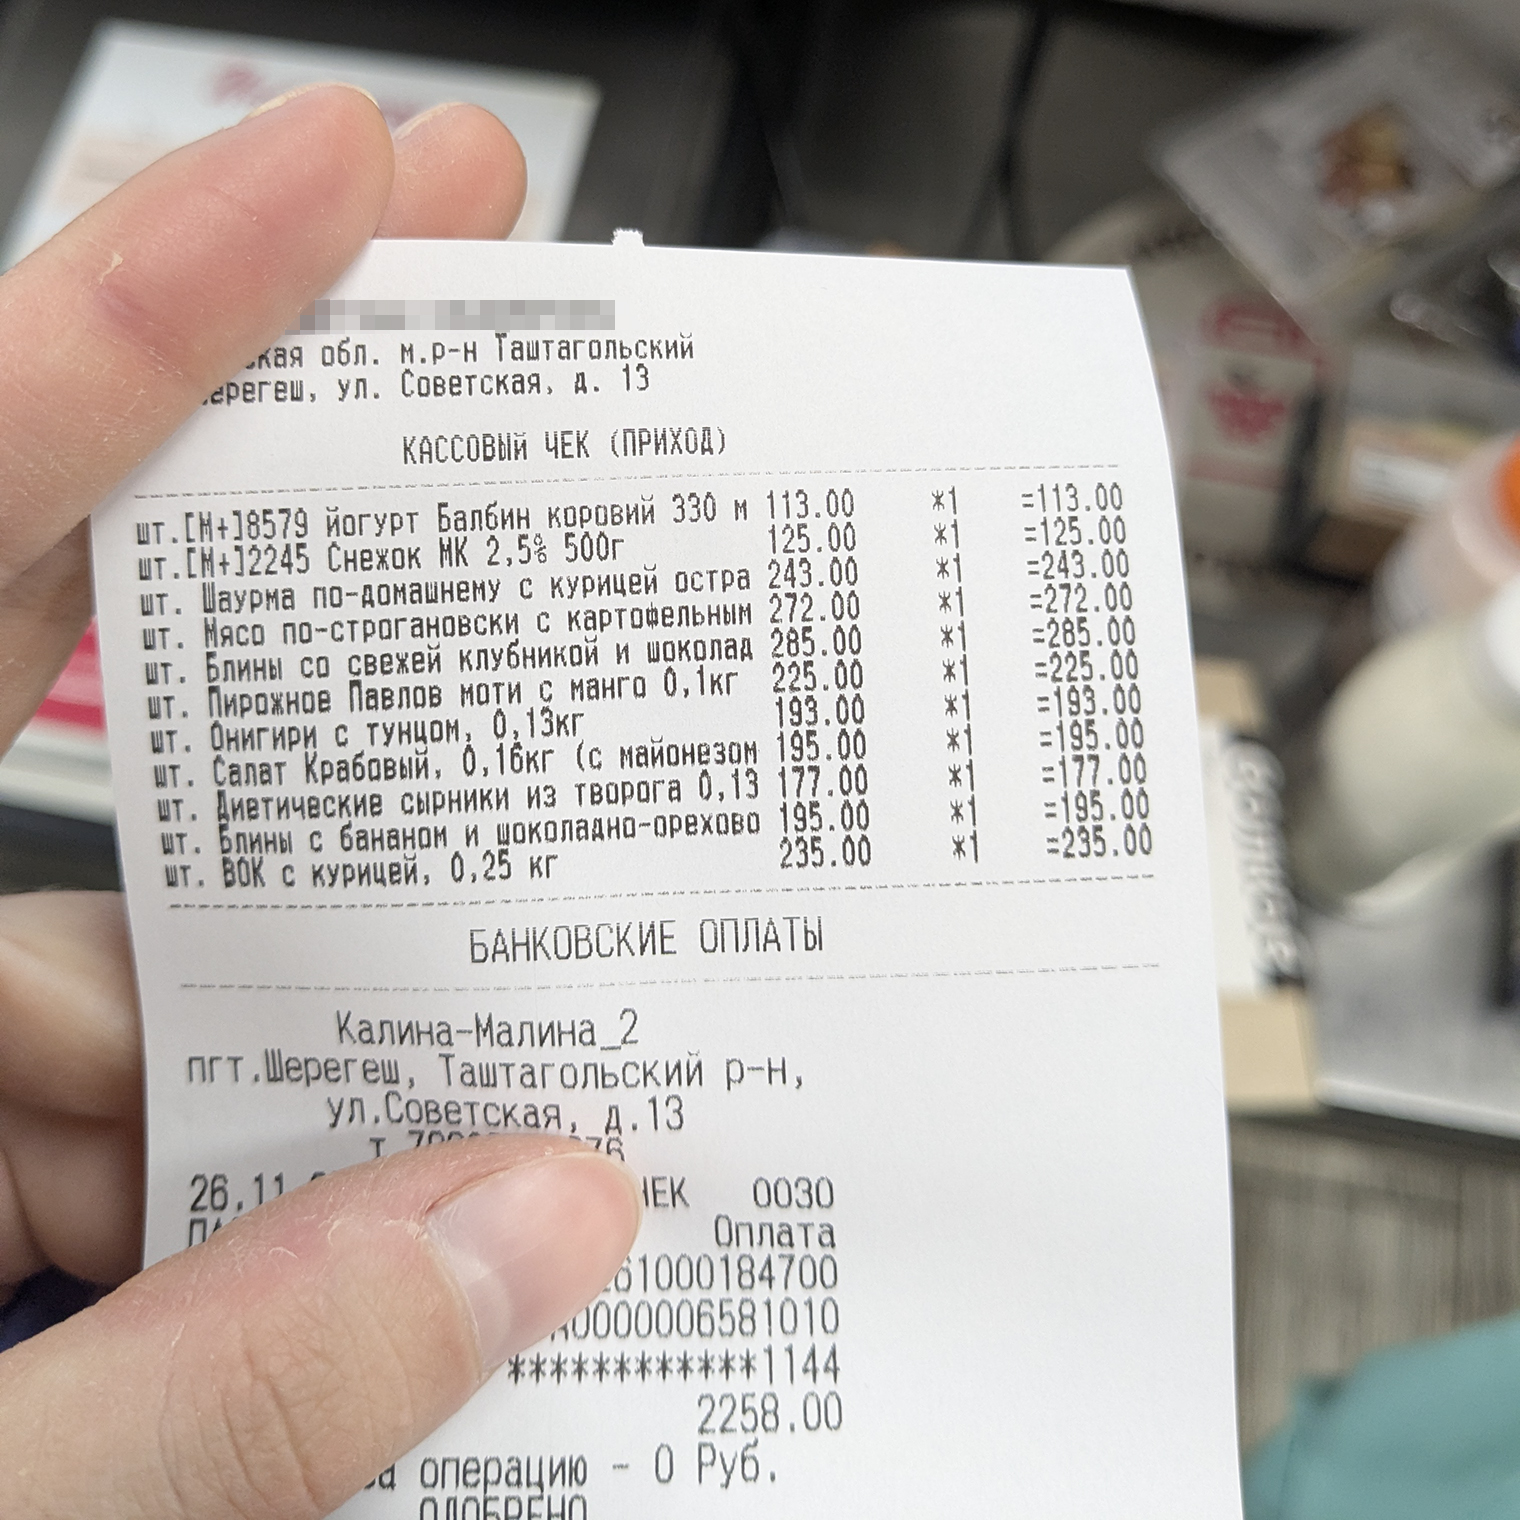 обл. м.р-н Таштагольский
ул. Советская, д. 13
КАССОВЫЙ ЧЕК (ПРИХОД)
шт.[M+]8579 йогурт Балбин коровий 330 м 113.00 *1 =113.00
шт.[M+]2245 Снежок МК 2,5% 500г 125.00 *1 =125.00
шт. Шаурма по-домашнему с курицей остра 243.00 *1 =243.00
шт. Мясо по-строгановски с картофельным 272.00 *1 =272.00
шт. Блины со свежей клубникой и шоколад 285.00 *1 =285.00
шт. Пирожное Павлов моти с манго 0,1кг 225.00 *1 =225.00
шт. Онигири с тунцом, 0,13кг 193.00 *1 =193.00
шт. Салат Крабовый, 0,16кг (с майонезом 195.00 *1 =195.00
шт. Диетические сырники из творога 0,13 177.00 *1 =177.00
шт. Блины с бананом и шоколадно-орехово 195.00 *1 =195.00
шт. ВОК с курицей, 0,25 кг 235.00 *1 =235.00
БАНКОВСКИЕ ОПЛАТЫ
Калина-Малина_2
пгт.Шерегеш, Таштагольский р-н,
ул.Советская, д.13
26.11 ЧЕК 0030
Оплата
61000184700
0000006581010
************1144
2258.00
операцию - 0 Руб.
ОДОБРЕНО